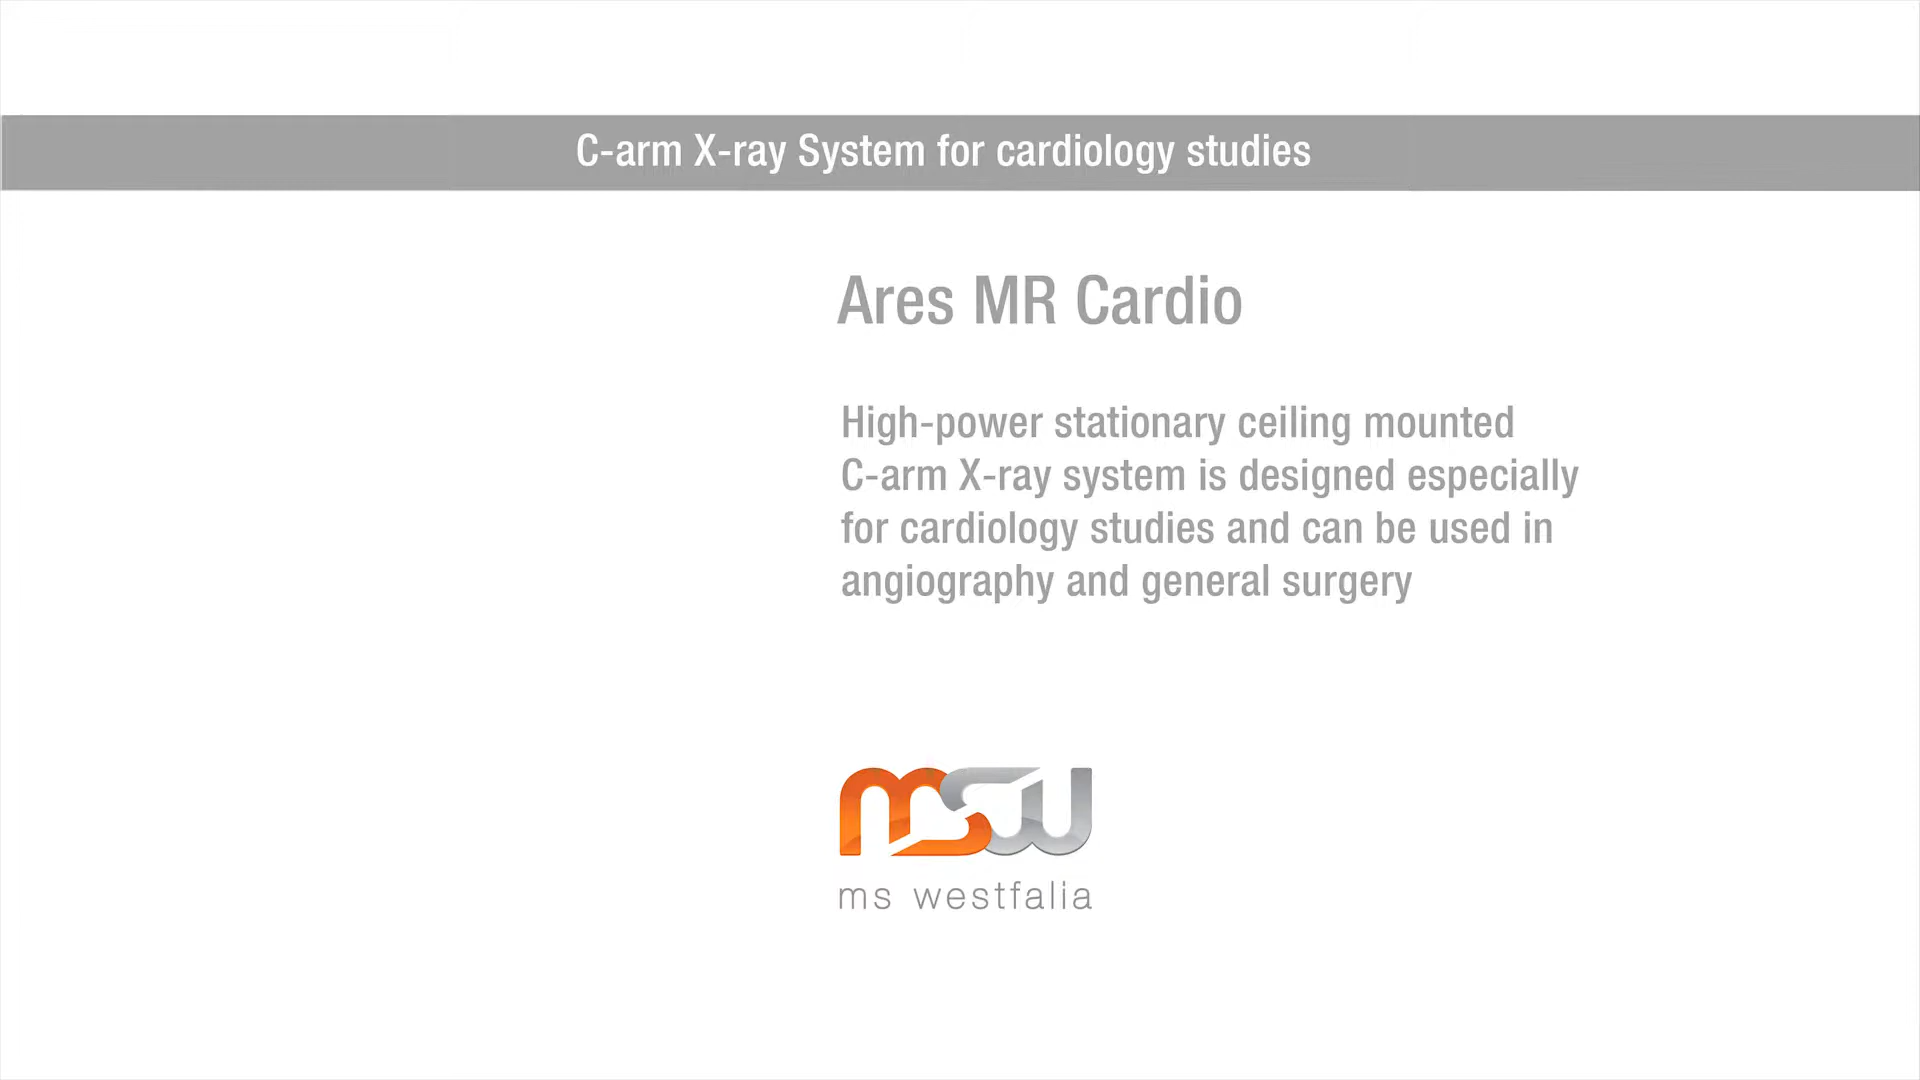 C-arm X-ray System for cardiology studies
Ares MR Cardio
High-power stationary ceiling mounted
C-arm X-ray system is designed especially
for cardiology studies and can be used in
angiography and general surgery
msw
ms westfalia